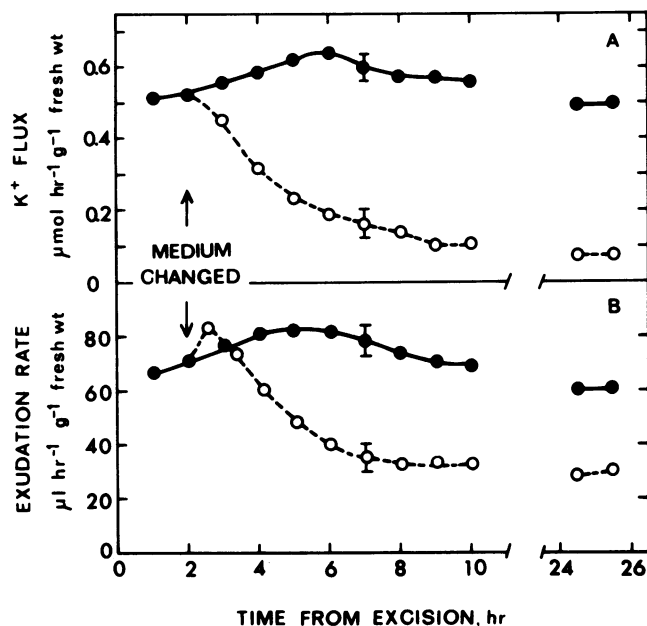 A
K+ FLUX
μmol hr-1 g-1 fresh wt
0.6
0.4
0.2
0
MEDIUM
CHANGED
B
EXUDATION RATE
μl hr-1 g-1 fresh wt
80
60
40
20
0
0 2 4 6 8 10 24 26
TIME FROM EXCISION, hr